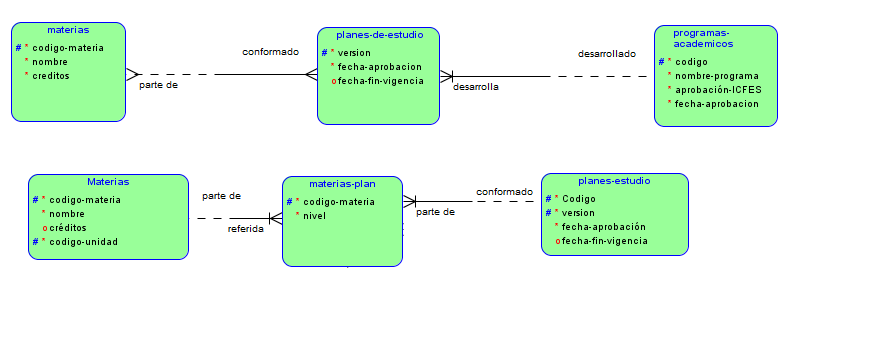 materias
# * codigo-materia
* nombre
* creditos
parte de
conformado
planes-de-estudio
# * version
* fecha-aprobacion
o fecha-fin-vigencia
desarrolla
desarrollado
programas-
academicos
# * codigo
* nombre-programa
* aprobación-ICFES
* fecha-aprobacion
Materias
# * codigo-materia
* nombre
o créditos
# * codigo-unidad
parte de
referida
materias-plan
# * codigo-materia
* nivel
parte de
conformado
planes-estudio
# * Codigo
# * version
* fecha-aprobación
o fecha-fin-vigencia